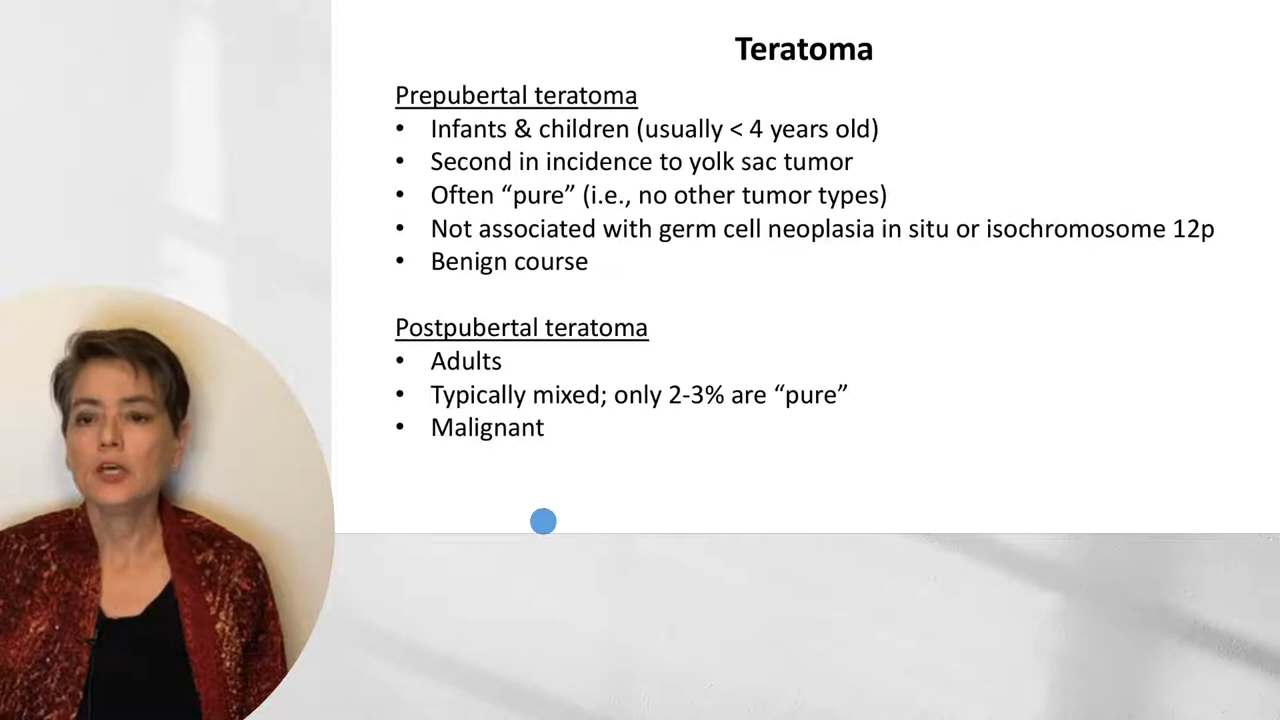 Teratoma
Prepubertal teratoma
• Infants & children (usually < 4 years old)
• Second in incidence to yolk sac tumor
• Often “pure” (i.e., no other tumor types)
• Not associated with germ cell neoplasia in situ or isochromosome 12p
• Benign course
Postpubertal teratoma
• Adults
• Typically mixed; only 2-3% are “pure”
• Malignant